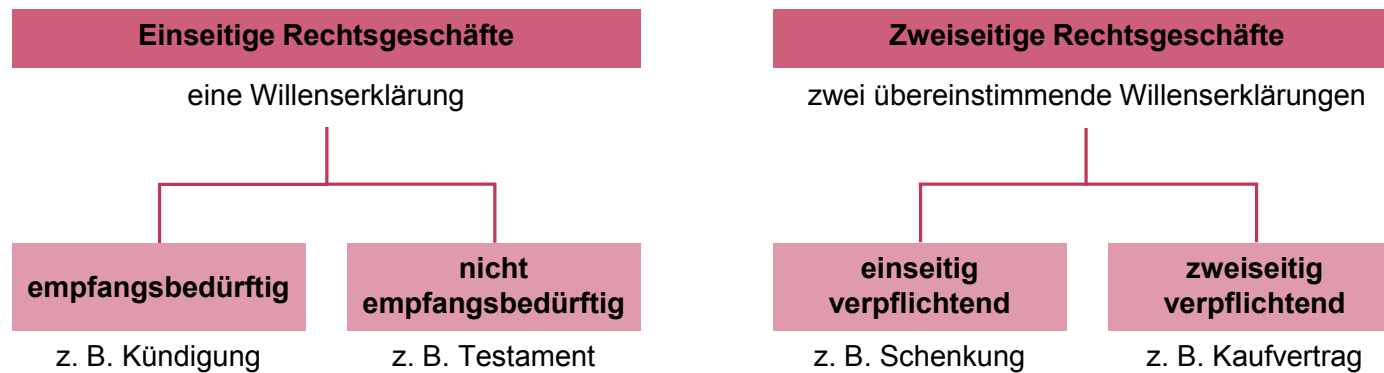 Einseitige Rechtsgeschäfte
eine Willenserklärung
empfangsbedürftig
z. B. Kündigung
nicht
empfangsbedürftig
z. B. Testament
Zweiseitige Rechtsgeschäfte
zwei übereinstimmende Willenserklärungen
einseitig
verpflichtend
z. B. Schenkung
zweiseitig
verpflichtend
z. B. Kaufvertrag